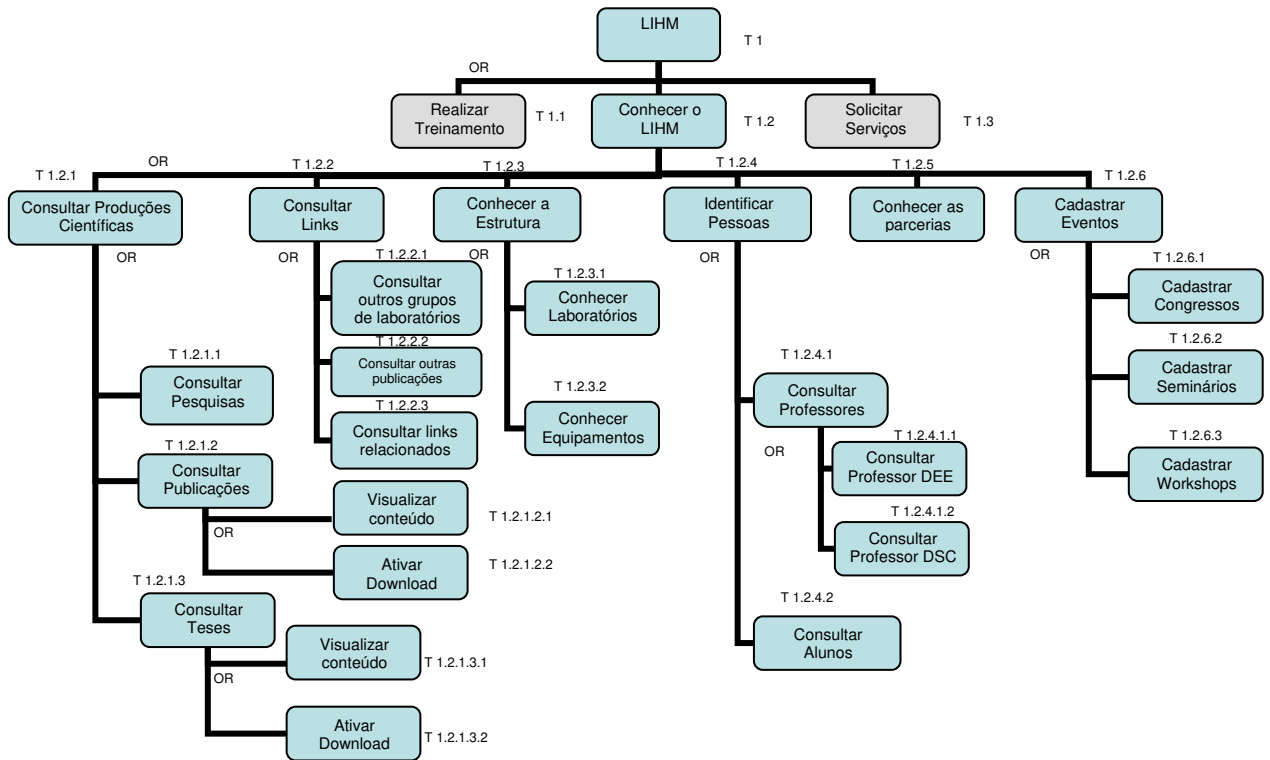 LIHM
T 1
OR
Realizar
Treinamento
T 1.1
Conhecer o
LIHM
T 1.2
Solicitar
Serviços
T 1.3
OR
T 1.2.1
Consultar Produções
Científicas
T 1.2.2
Consultar
Links
T 1.2.3
Conhecer a
Estrutura
T 1.2.4
Identificar
Pessoas
T 1.2.5
Conhecer as
parcerias
T 1.2.6
Cadastrar
Eventos
OR
T 1.2.1.1
Consultar
Pesquisas
T 1.2.1.2
Consultar
Publicações
OR
Visualizar
conteúdo
T 1.2.1.2.1
Ativar
Download
T 1.2.1.2.2
T 1.2.1.3
Consultar
Teses
OR
Visualizar
conteúdo
T 1.2.1.3.1
Ativar
Download
T 1.2.1.3.2
OR
T 1.2.2.1
Consultar
outros grupos
de laboratórios
T 1.2.2.2
Consultar outras
publicações
T 1.2.2.3
Consultar links
relacionados
OR
T 1.2.3.1
Conhecer
Laboratórios
T 1.2.3.2
Conhecer
Equipamentos
OR
T 1.2.4.1
Consultar
Professores
OR
T 1.2.4.1.1
Consultar
Professor DEE
T 1.2.4.1.2
Consultar
Professor DSC
T 1.2.4.2
Consultar
Alunos
OR
T 1.2.6.1
Cadastrar
Congressos
T 1.2.6.2
Cadastrar
Seminários
T 1.2.6.3
Cadastrar
Workshops